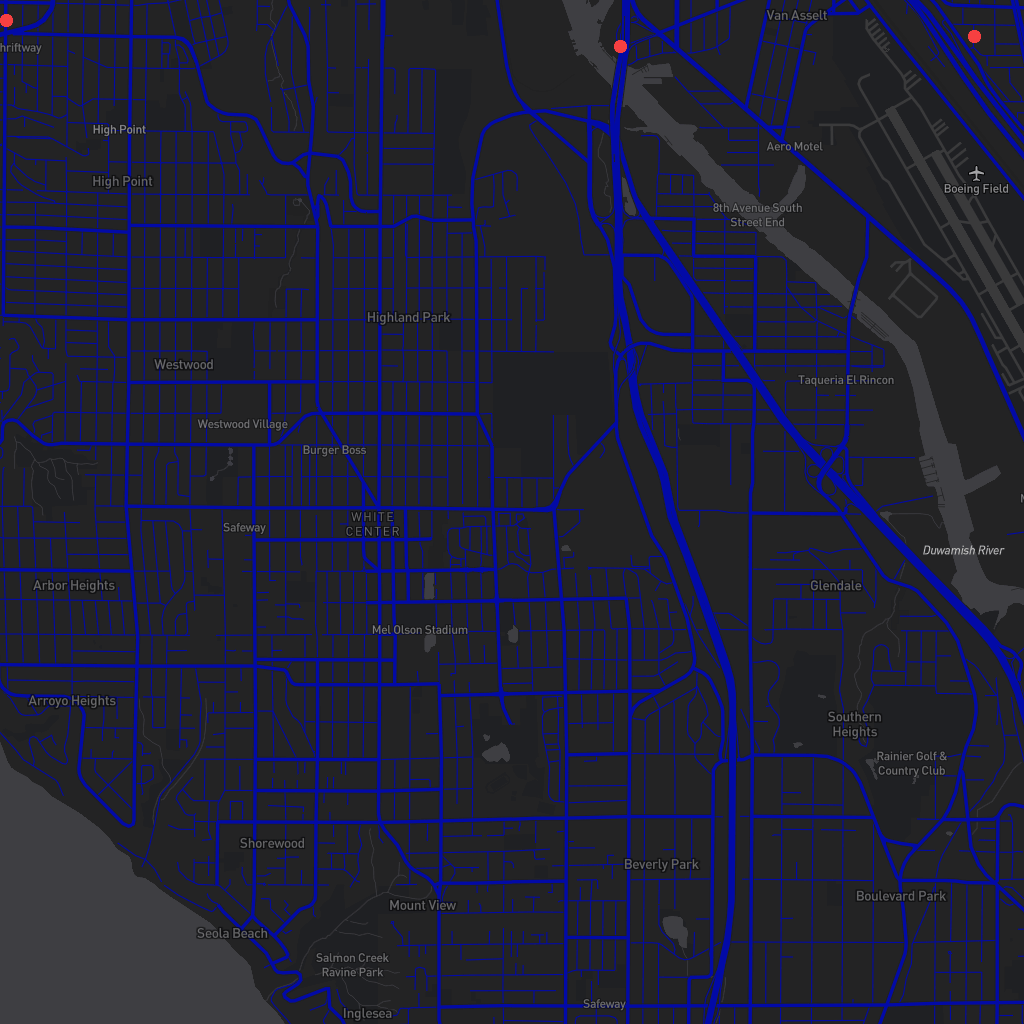 Van Asselt
hriftway
High Point
Aero Motel
High Point
Boeing Field
8th Avenue South
Street End
Highland Park
Westwood
Taqueria El Rincon
Westwood Village
Burger Boss
WHITE
CENTER
Safeway
Duwamish River
Arbor Heights
Glendale
Mel Olson Stadium
Arroyo Heights
Southern
Heights
Rainier Golf &
Country Club
Shorewood
Beverly Park
Boulevard Park
Mount View
Seola Beach
Salmon Creek
Ravine Park
Safeway
Inglesea